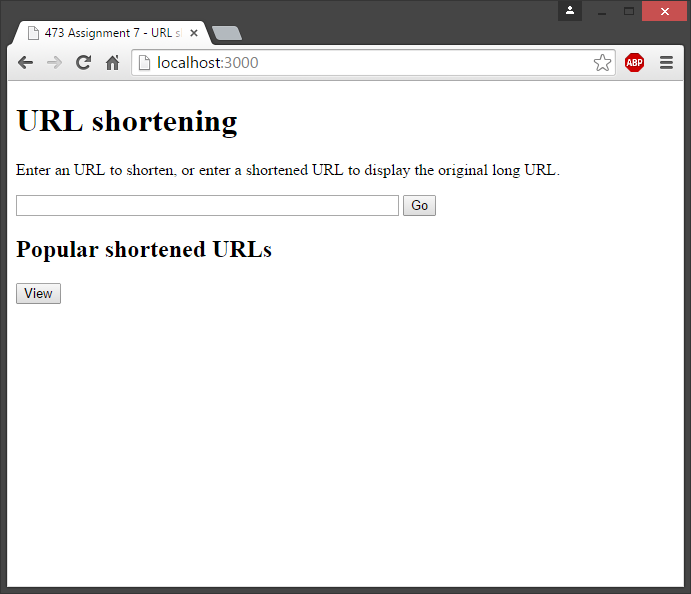 473 Assignment 7 - URL s
localhost:3000
ABP
URL shortening
Enter an URL to shorten, or enter a shortened URL to display the original long URL.
Go
Popular shortened URLs
View